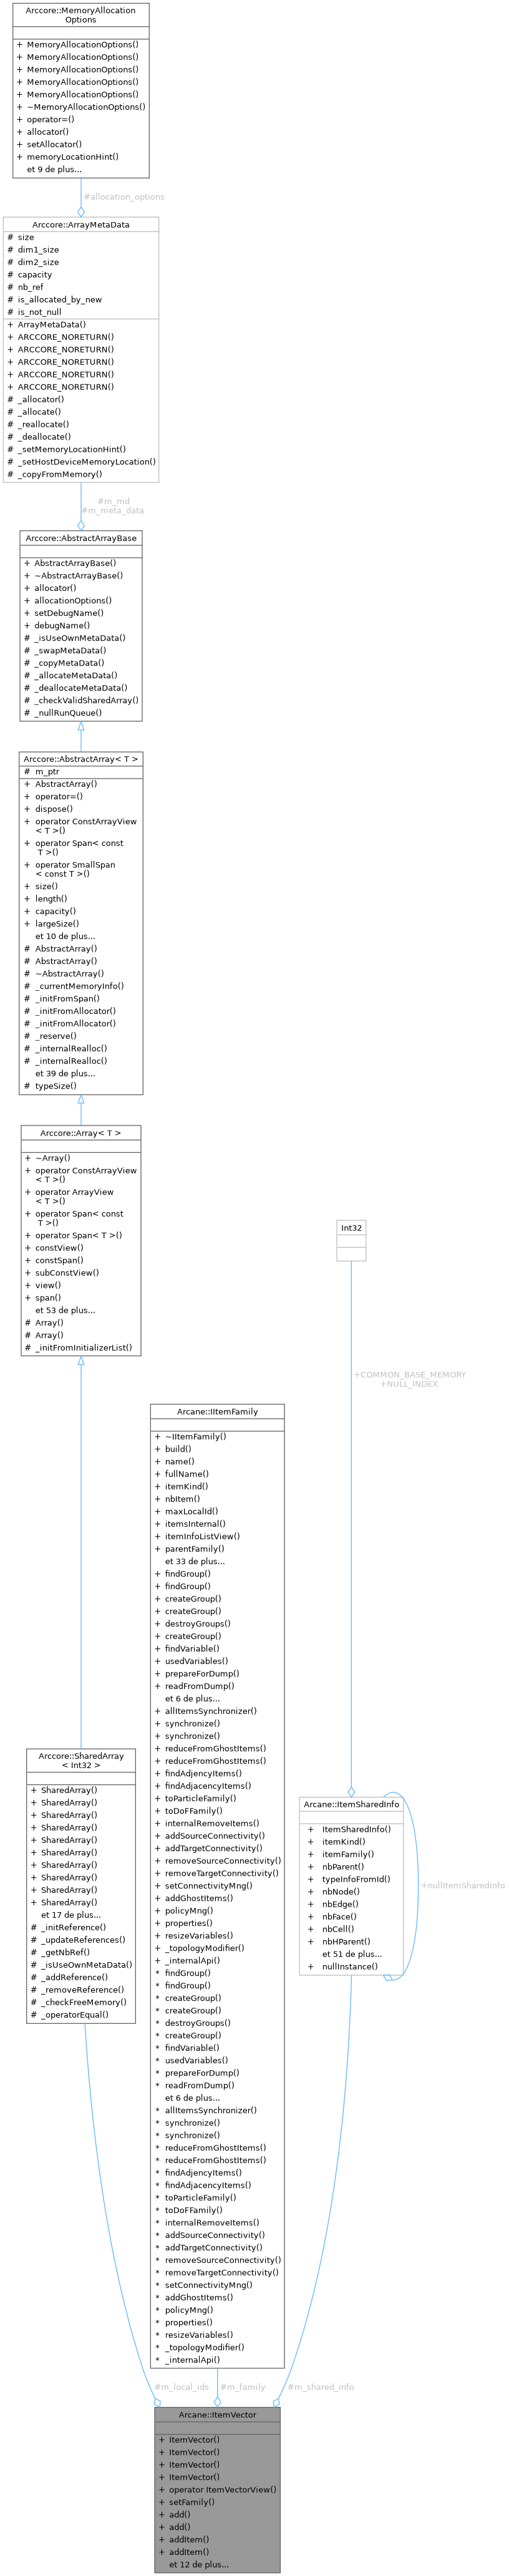 Arccore::MemoryAllocation
Options
+ MemoryAllocationOptions()
+ MemoryAllocationOptions()
+ MemoryAllocationOptions()
+ MemoryAllocationOptions()
+ MemoryAllocationOptions()
+ ~MemoryAllocationOptions()
+ operator=()
+ allocator()
+ setAllocator()
+ memoryLocationHint()
et 9 de plus...
#allocation_options
Arccore::ArrayMetaData
# size
# dim1_size
# dim2_size
# capacity
# nb_ref
# is_allocated_by_new
# is_not_null
+ ArrayMetaData()
+ ARCCORE_NORETURN()
+ ARCCORE_NORETURN()
+ ARCCORE_NORETURN()
+ ARCCORE_NORETURN()
+ ARCCORE_NORETURN()
# _allocator()
# _allocate()
# _reallocate()
# _deallocate()
# _setMemoryLocationHint()
# _setHostDeviceMemoryLocation()
# _copyFromMemory()
#m_md
#m_meta_data
Arccore::AbstractArrayBase
+ AbstractArrayBase()
+ ~AbstractArrayBase()
+ allocator()
+ allocationOptions()
+ setDebugName()
+ debugName()
# _isUseOwnMetaData()
# _swapMetaData()
# _copyMetaData()
# _allocateMetaData()
# _deallocateMetaData()
# _checkValidSharedArray()
# _nullRunQueue()
Arccore::AbstractArray< T >
# m_ptr
+ AbstractArray()
+ operator=()
+ dispose()
+ operator ConstArrayView
< T >()
+ operator Span< const
T >()
+ operator SmallSpan
< const T >()
+ size()
+ length()
+ capacity()
+ largeSize()
et 10 de plus...
# AbstractArray()
# AbstractArray()
# ~AbstractArray()
# _currentMemoryInfo()
# _initFromSpan()
# _initFromAllocator()
# _initFromAllocator()
# _reserve()
# _internalRealloc()
# _internalRealloc()
et 39 de plus...
# typeSize()
Arccore::Array< T >
+ ~Array()
+ operator ConstArrayView
< T >()
+ operator ArrayView
< T >()
+ operator Span< const
T >()
+ operator Span< T >()
+ constView()
+ constSpan()
+ subConstView()
+ view()
+ span()
et 53 de plus...
# Array()
# Array()
# _initFromInitializerList()
Int32
+COMMON_BASE_MEMORY
+NULL_INDEX
Arcane::IItemFamily
+ ~IItemFamily()
+ build()
+ name()
+ fullName()
+ itemKind()
+ nbItem()
+ maxLocalId()
+ itemsInternal()
+ itemInfoListView()
+ parentFamily()
et 33 de plus...
+ findGroup()
+ findGroup()
+ createGroup()
+ createGroup()
+ destroyGroups()
+ createGroup()
+ findVariable()
+ usedVariables()
+ prepareForDump()
+ readFromDump()
et 6 de plus...
+ allItemsSynchronizer()
+ synchronize()
+ synchronize()
+ reduceFromGhostItems()
+ reduceFromGhostItems()
+ findAdjencyItems()
+ findAdjacencyItems()
+ toParticleFamily()
+ toDoFFamily()
+ internalRemoveItems()
+ addSourceConnectivity()
+ addTargetConnectivity()
+ removeSourceConnectivity()
+ removeTargetConnectivity()
+ setConnectivityMng()
+ addGhostItems()
+ policyMng()
+ properties()
+ resizeVariables()
+ _topologyModifier()
+ _internalApi()
* findGroup()
* findGroup()
* createGroup()
* createGroup()
* destroyGroups()
* createGroup()
* findVariable()
* usedVariables()
* prepareForDump()
* readFromDump()
et 6 de plus...
* allItemsSynchronizer()
* synchronize()
* synchronize()
* reduceFromGhostItems()
* reduceFromGhostItems()
* findAdjencyItems()
* findAdjacencyItems()
* toParticleFamily()
* toDoFFamily()
* internalRemoveItems()
* addSourceConnectivity()
* addTargetConnectivity()
* removeSourceConnectivity()
* removeTargetConnectivity()
* setConnectivityMng()
* addGhostItems()
* policyMng()
* properties()
* resizeVariables()
* _topologyModifier()
* _internalApi()
Arccore::SharedArray
< Int32 >
+ SharedArray()
+ SharedArray()
+ SharedArray()
+ SharedArray()
+ SharedArray()
+ SharedArray()
+ SharedArray()
+ SharedArray()
+ SharedArray()
+ SharedArray()
et 17 de plus...
# _initReference()
# _updateReferences()
# _getNbRef()
# _isUseOwnMetaData()
# _addReference()
# _removeReference()
# _checkFreeMemory()
# _operatorEqual()
Arcane::ItemSharedInfo
+ ItemSharedInfo()
+ itemKind()
+ itemFamily()
+ nbParent()
+ typeInfoFromId()
+ nbNode()
+ nbEdge()
+ nbFace()
+ nbCell()
+ nbHParent()
et 51 de plus...
+ nullInstance()
+nullItemSharedInfo
#m_local_ids
#m_family
#m_shared_info
Arcane::ItemVector
+ ItemVector()
+ ItemVector()
+ ItemVector()
+ ItemVector()
+ operator ItemVectorView()
+ setFamily()
+ add()
+ add()
+ addItem()
+ addItem()
et 12 de plus...